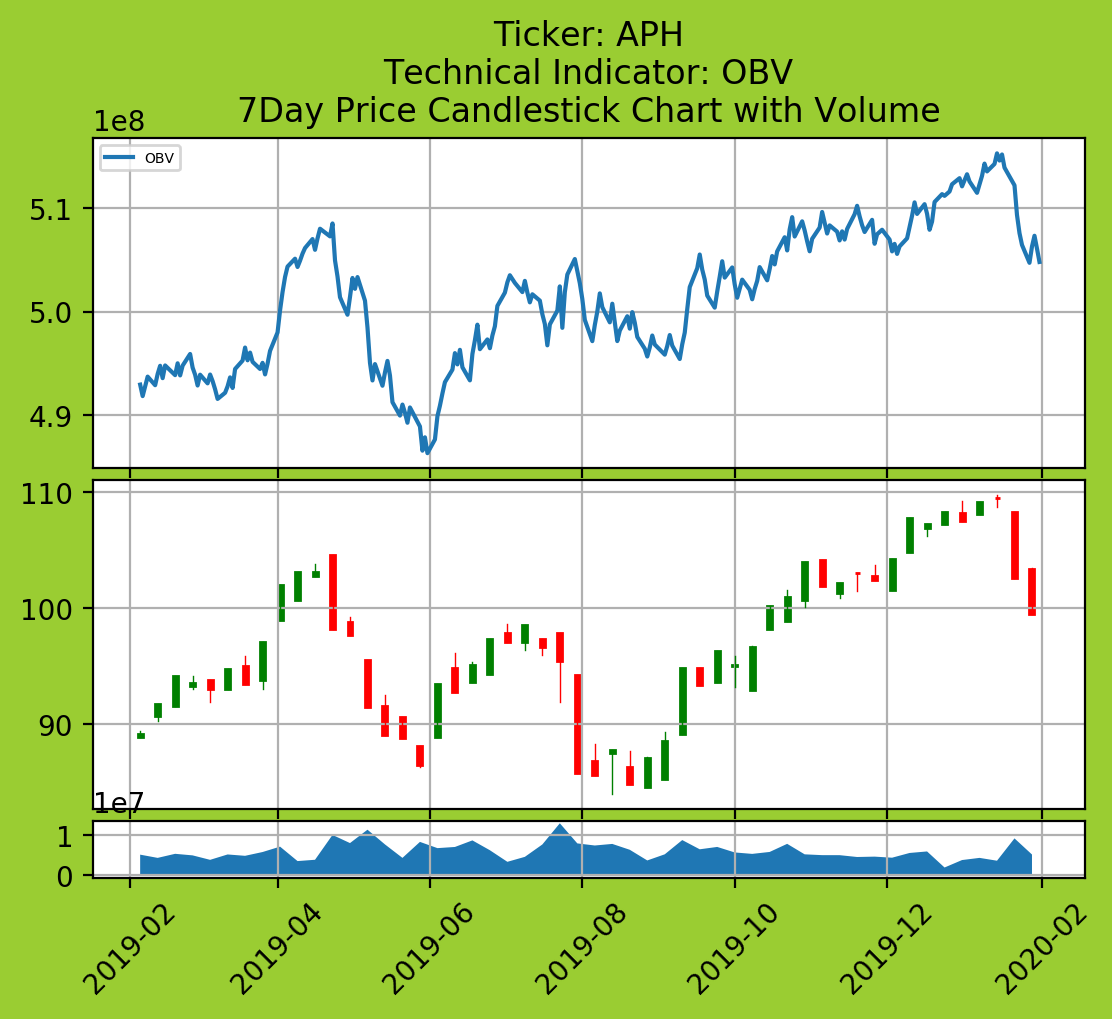 Ticker: APH
Technical Indicator: OBV
7Day Price Candlestick Chart with Volume
1e8
OBV
5.1
5.0
4.9
110
100
90
1e7
1
0
2019-02
2019-04
2019-06
2019-08
2019-10
2019-12
2020-02